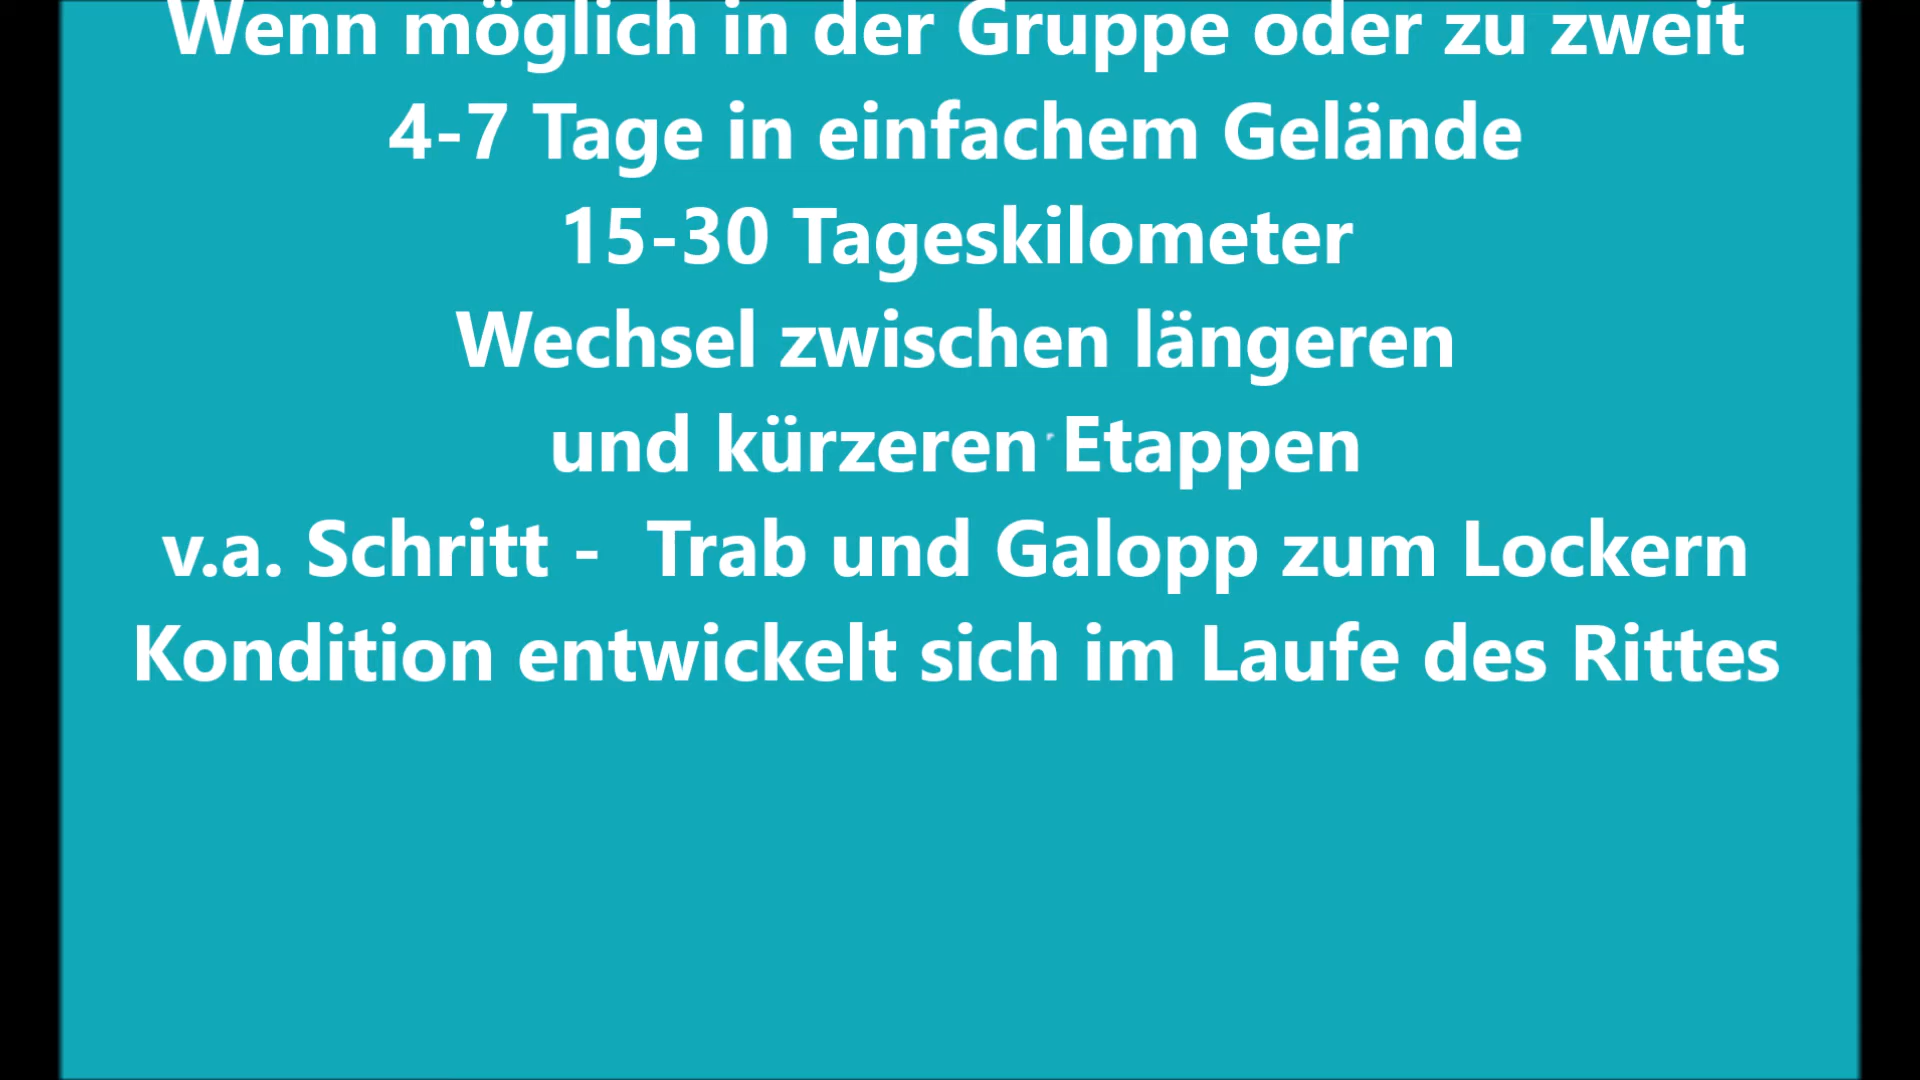 Wenn möglich in der Gruppe oder zu zweit
4-7 Tage in einfachem Gelände
15-30 Tageskilometer
Wechsel zwischen längeren
und kürzeren Etappen
v.a. Schritt -  Trab und Galopp zum Lockern
Kondition entwickelt sich im Laufe des Rittes